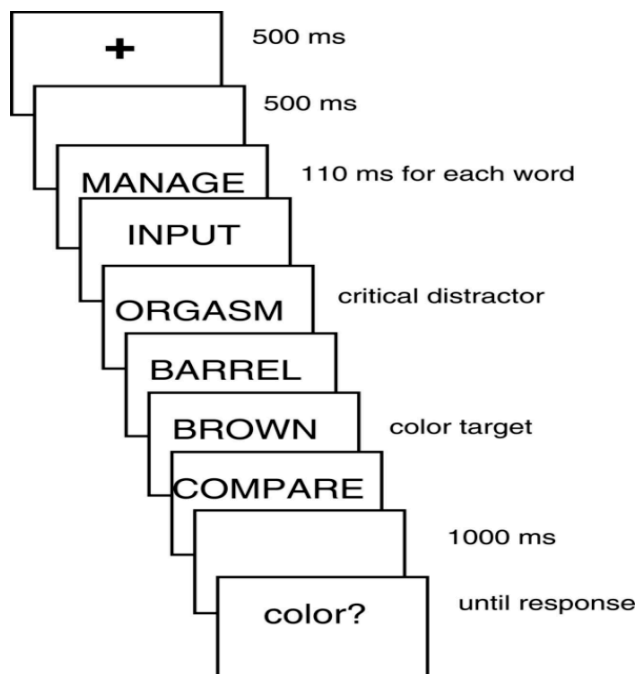 +
500 ms
500 ms
MANAGE
110 ms for each word
INPUT
ORGASM
critical distractor
BARREL
BROWN
color target
COMPARE
1000 ms
color?
until response